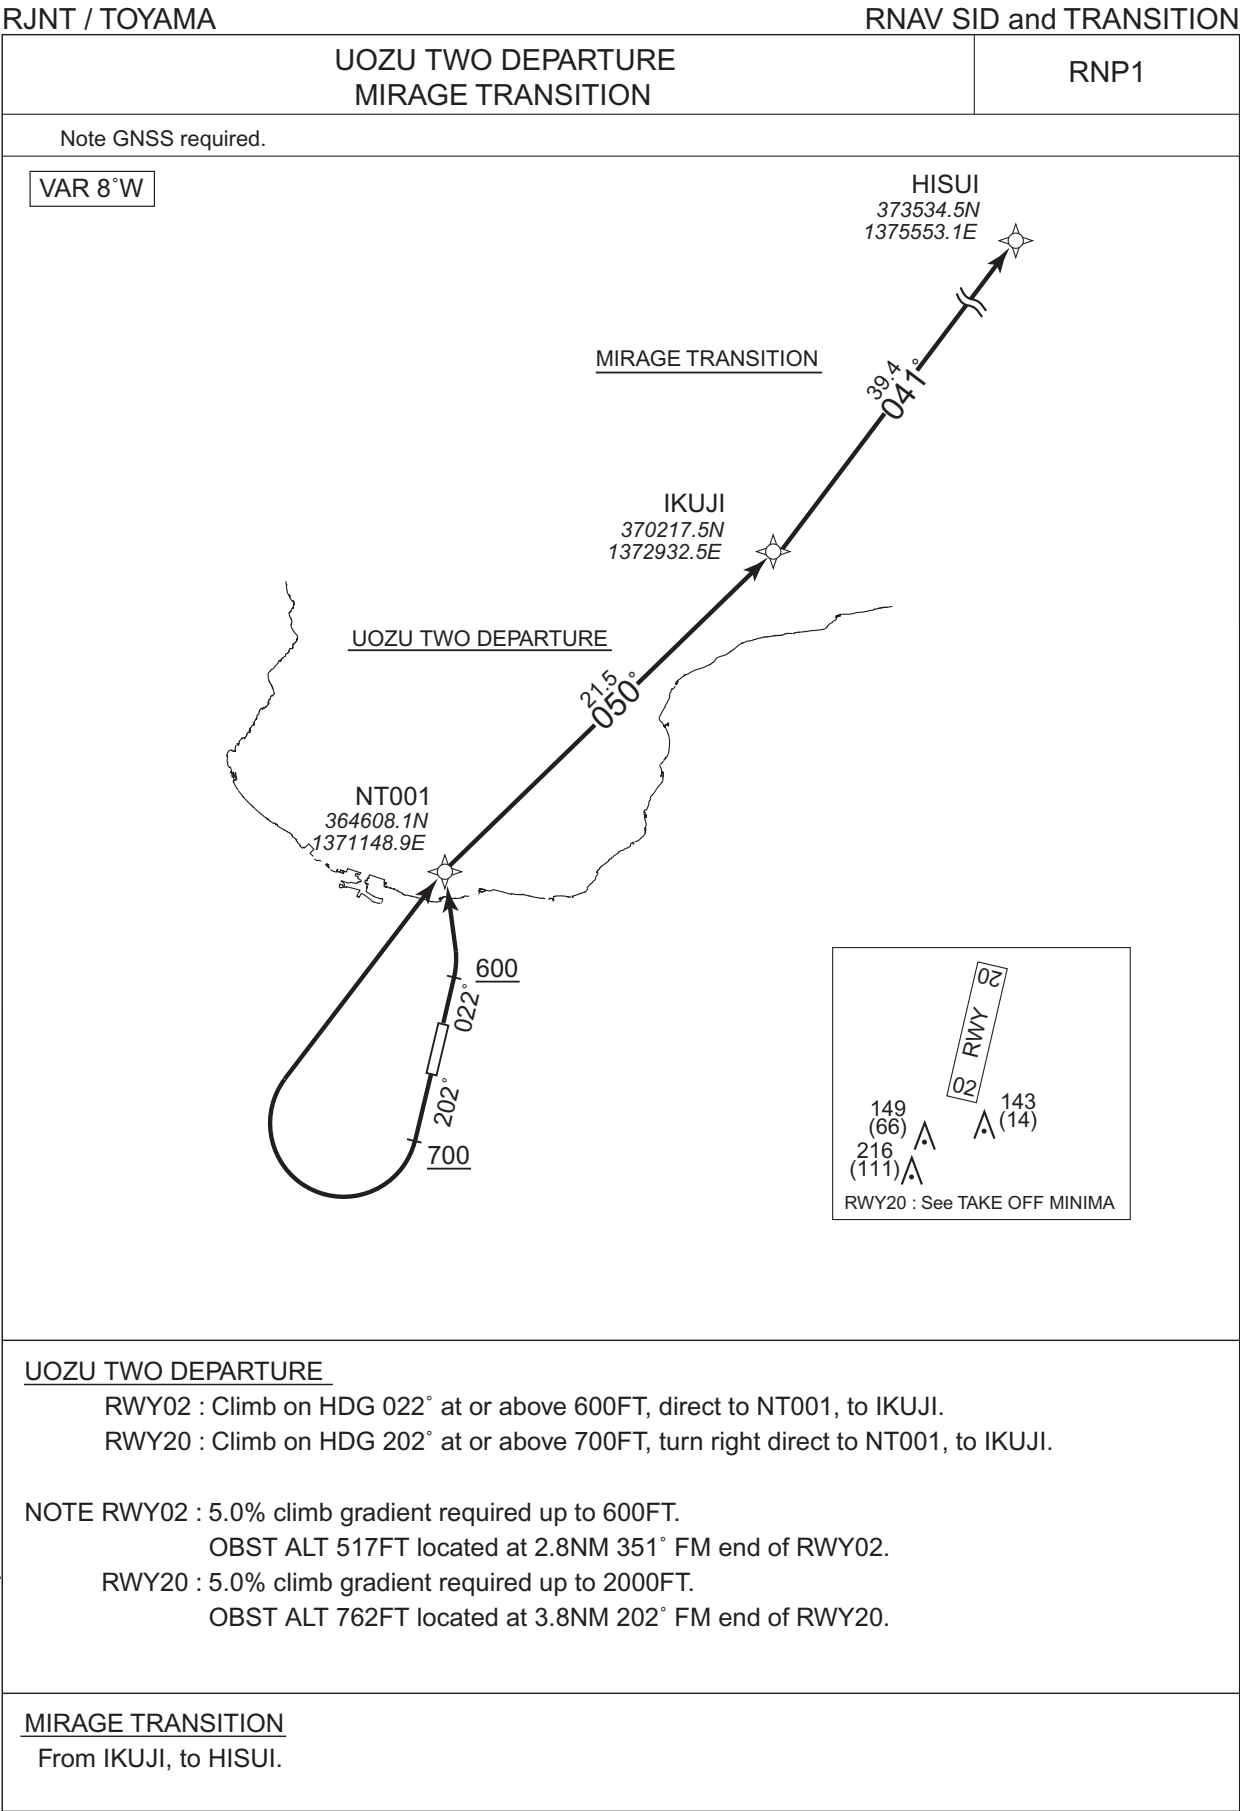 RJNT / TOYAMA
RNAV SID and TRANSITION
UOZU TWO DEPARTURE
MIRAGE TRANSITION
RNP1
Note GNSS required.
VAR 8˚W
HISUI
373534.5N
1375553.1E
MIRAGE TRANSITION
39.4
041˚
IKUJI
370217.5N
1372932.5E
UOZU TWO DEPARTURE
21.5
050˚
NT001
364608.1N
1371148.9E
600
022˚
202˚
700
20
RWY
02
149
(66)
143
(14)
216
(111)
RWY20 : See TAKE OFF MINIMA
UOZU TWO DEPARTURE
RWY02 : Climb on HDG 022˚ at or above 600FT, direct to NT001, to IKUJI.
RWY20 : Climb on HDG 202˚ at or above 700FT, turn right direct to NT001, to IKUJI.
NOTE RWY02 : 5.0% climb gradient required up to 600FT.
OBST ALT 517FT located at 2.8NM 351˚ FM end of RWY02.
RWY20 : 5.0% climb gradient required up to 2000FT.
OBST ALT 762FT located at 3.8NM 202˚ FM end of RWY20.
MIRAGE TRANSITION
From IKUJI, to HISUI.